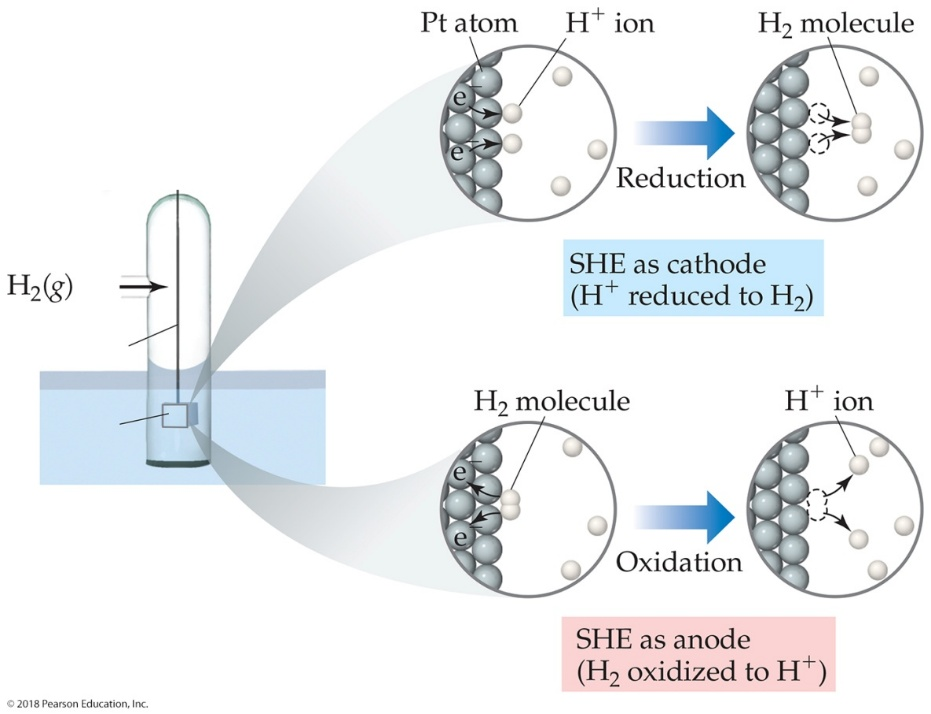 Pt atom
H⁺ ion
H₂ molecule
e⁻
e⁻
Reduction
SHE as cathode
(H⁺ reduced to H₂)
H₂(g)
H₂ molecule
H⁺ ion
e⁻
e⁻
Oxidation
SHE as anode
(H₂ oxidized to H⁺)
© 2018 Pearson Education, Inc.